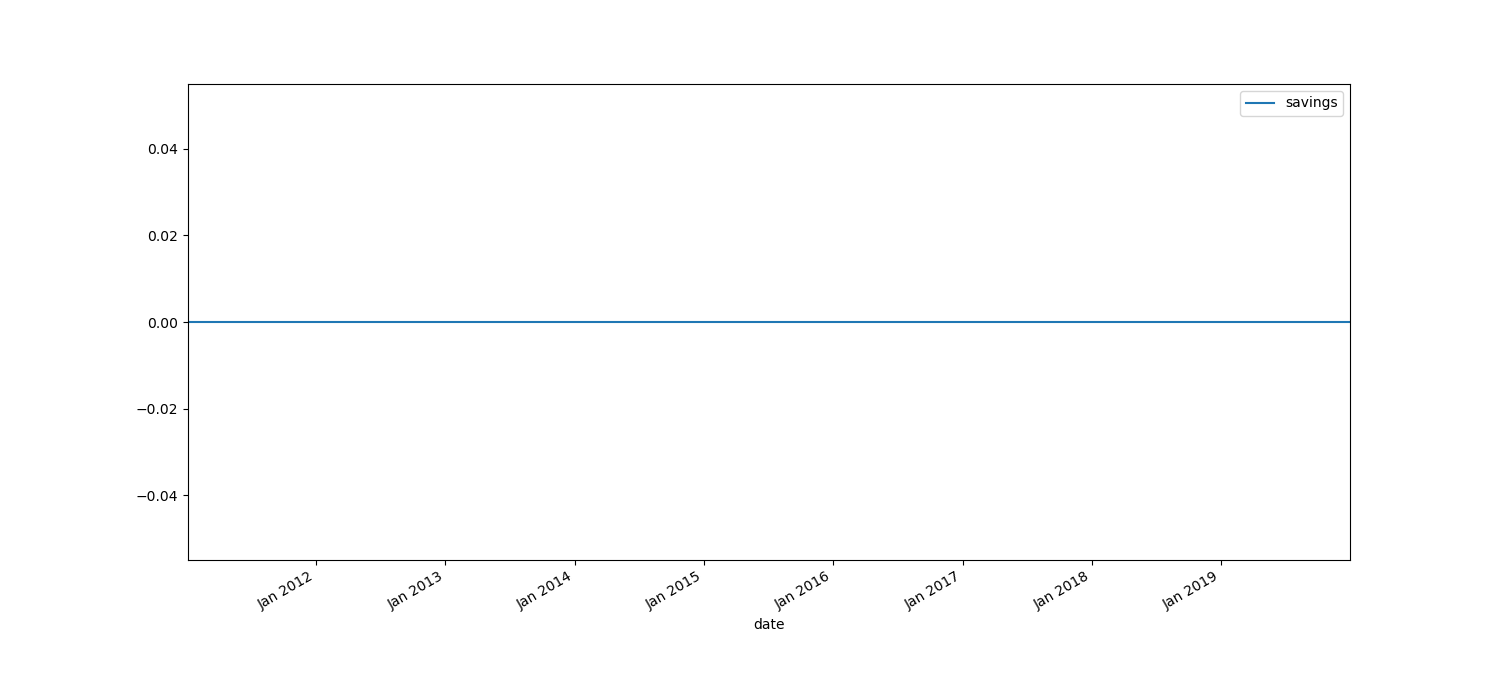 savings
0.04
0.02
0.00
−0.02
−0.04
Jan 2012
Jan 2013
Jan 2014
Jan 2015
Jan 2016
Jan 2017
Jan 2018
Jan 2019
date